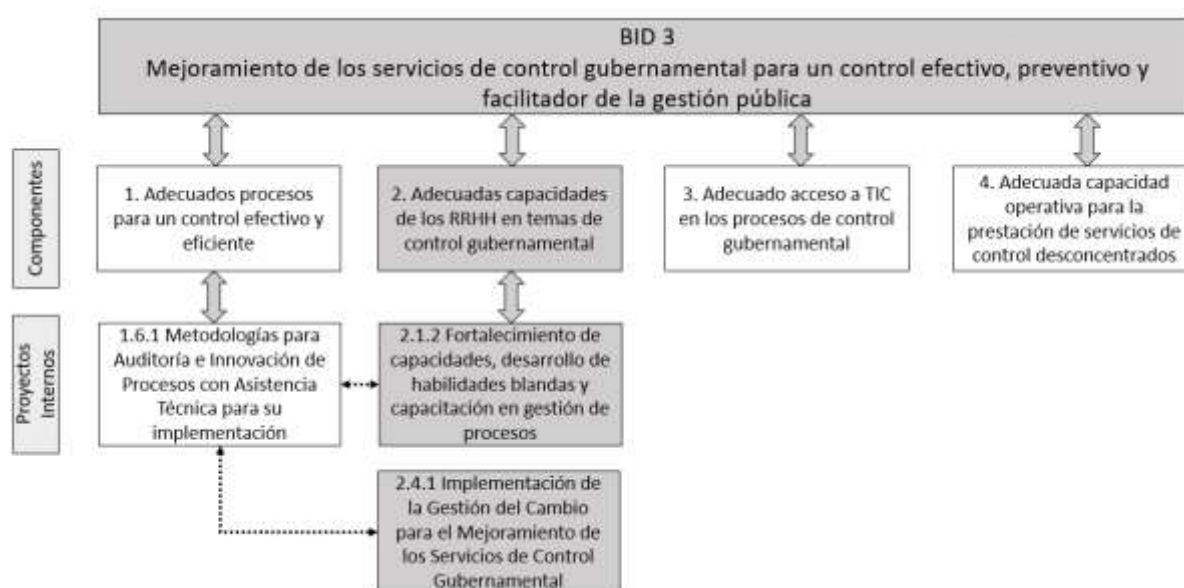 BID 3
Mejoramiento de los servicios de control gubernamental para un control efectivo, preventivo y
facilitador de la gestión pública
Componentes
1. Adecuados procesos
para un control efectivo y
eficiente
2. Adecuadas capacidades
de los RRHH en temas de
control gubernamental
3. Adecuado acceso a TIC
en los procesos de control
gubernamental
4. Adecuada capacidad
operativa para la
prestación de servicios de
control desconcentrados
Proyectos
Internos
1.6.1 Metodologías para
Auditoría e Innovación de
Procesos con Asistencia
Técnica para su
implementación
2.1.2 Fortalecimiento de
capacidades, desarrollo de
habilidades blandas y
capacitación en gestión de
procesos
2.4.1 Implementación de
la Gestión del Cambio
para el Mejoramiento de
los Servicios de Control
Gubernamental